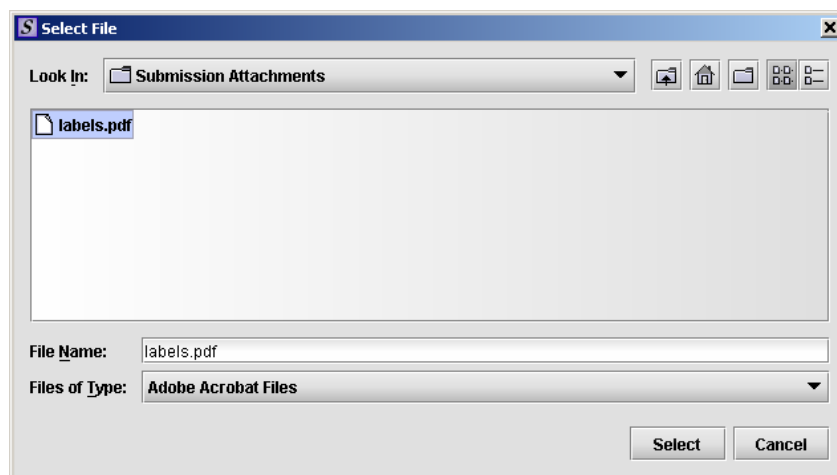 S Select File
Look In: Submission Attachments
labels.pdf
File Name: labels.pdf
Files of Type: Adobe Acrobat Files
Select Cancel